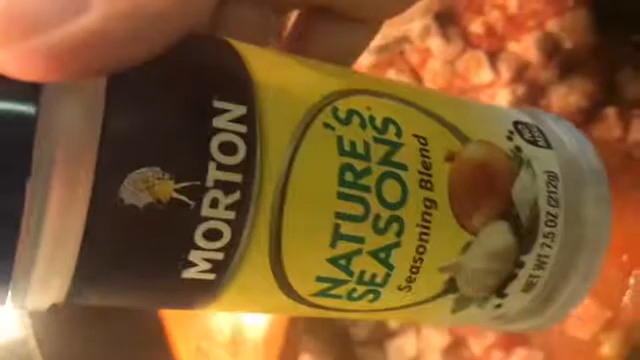 MORTON
NATURE'S
SEASONS
Seasoning Blend
NET WT 7.5 OZ (212g)